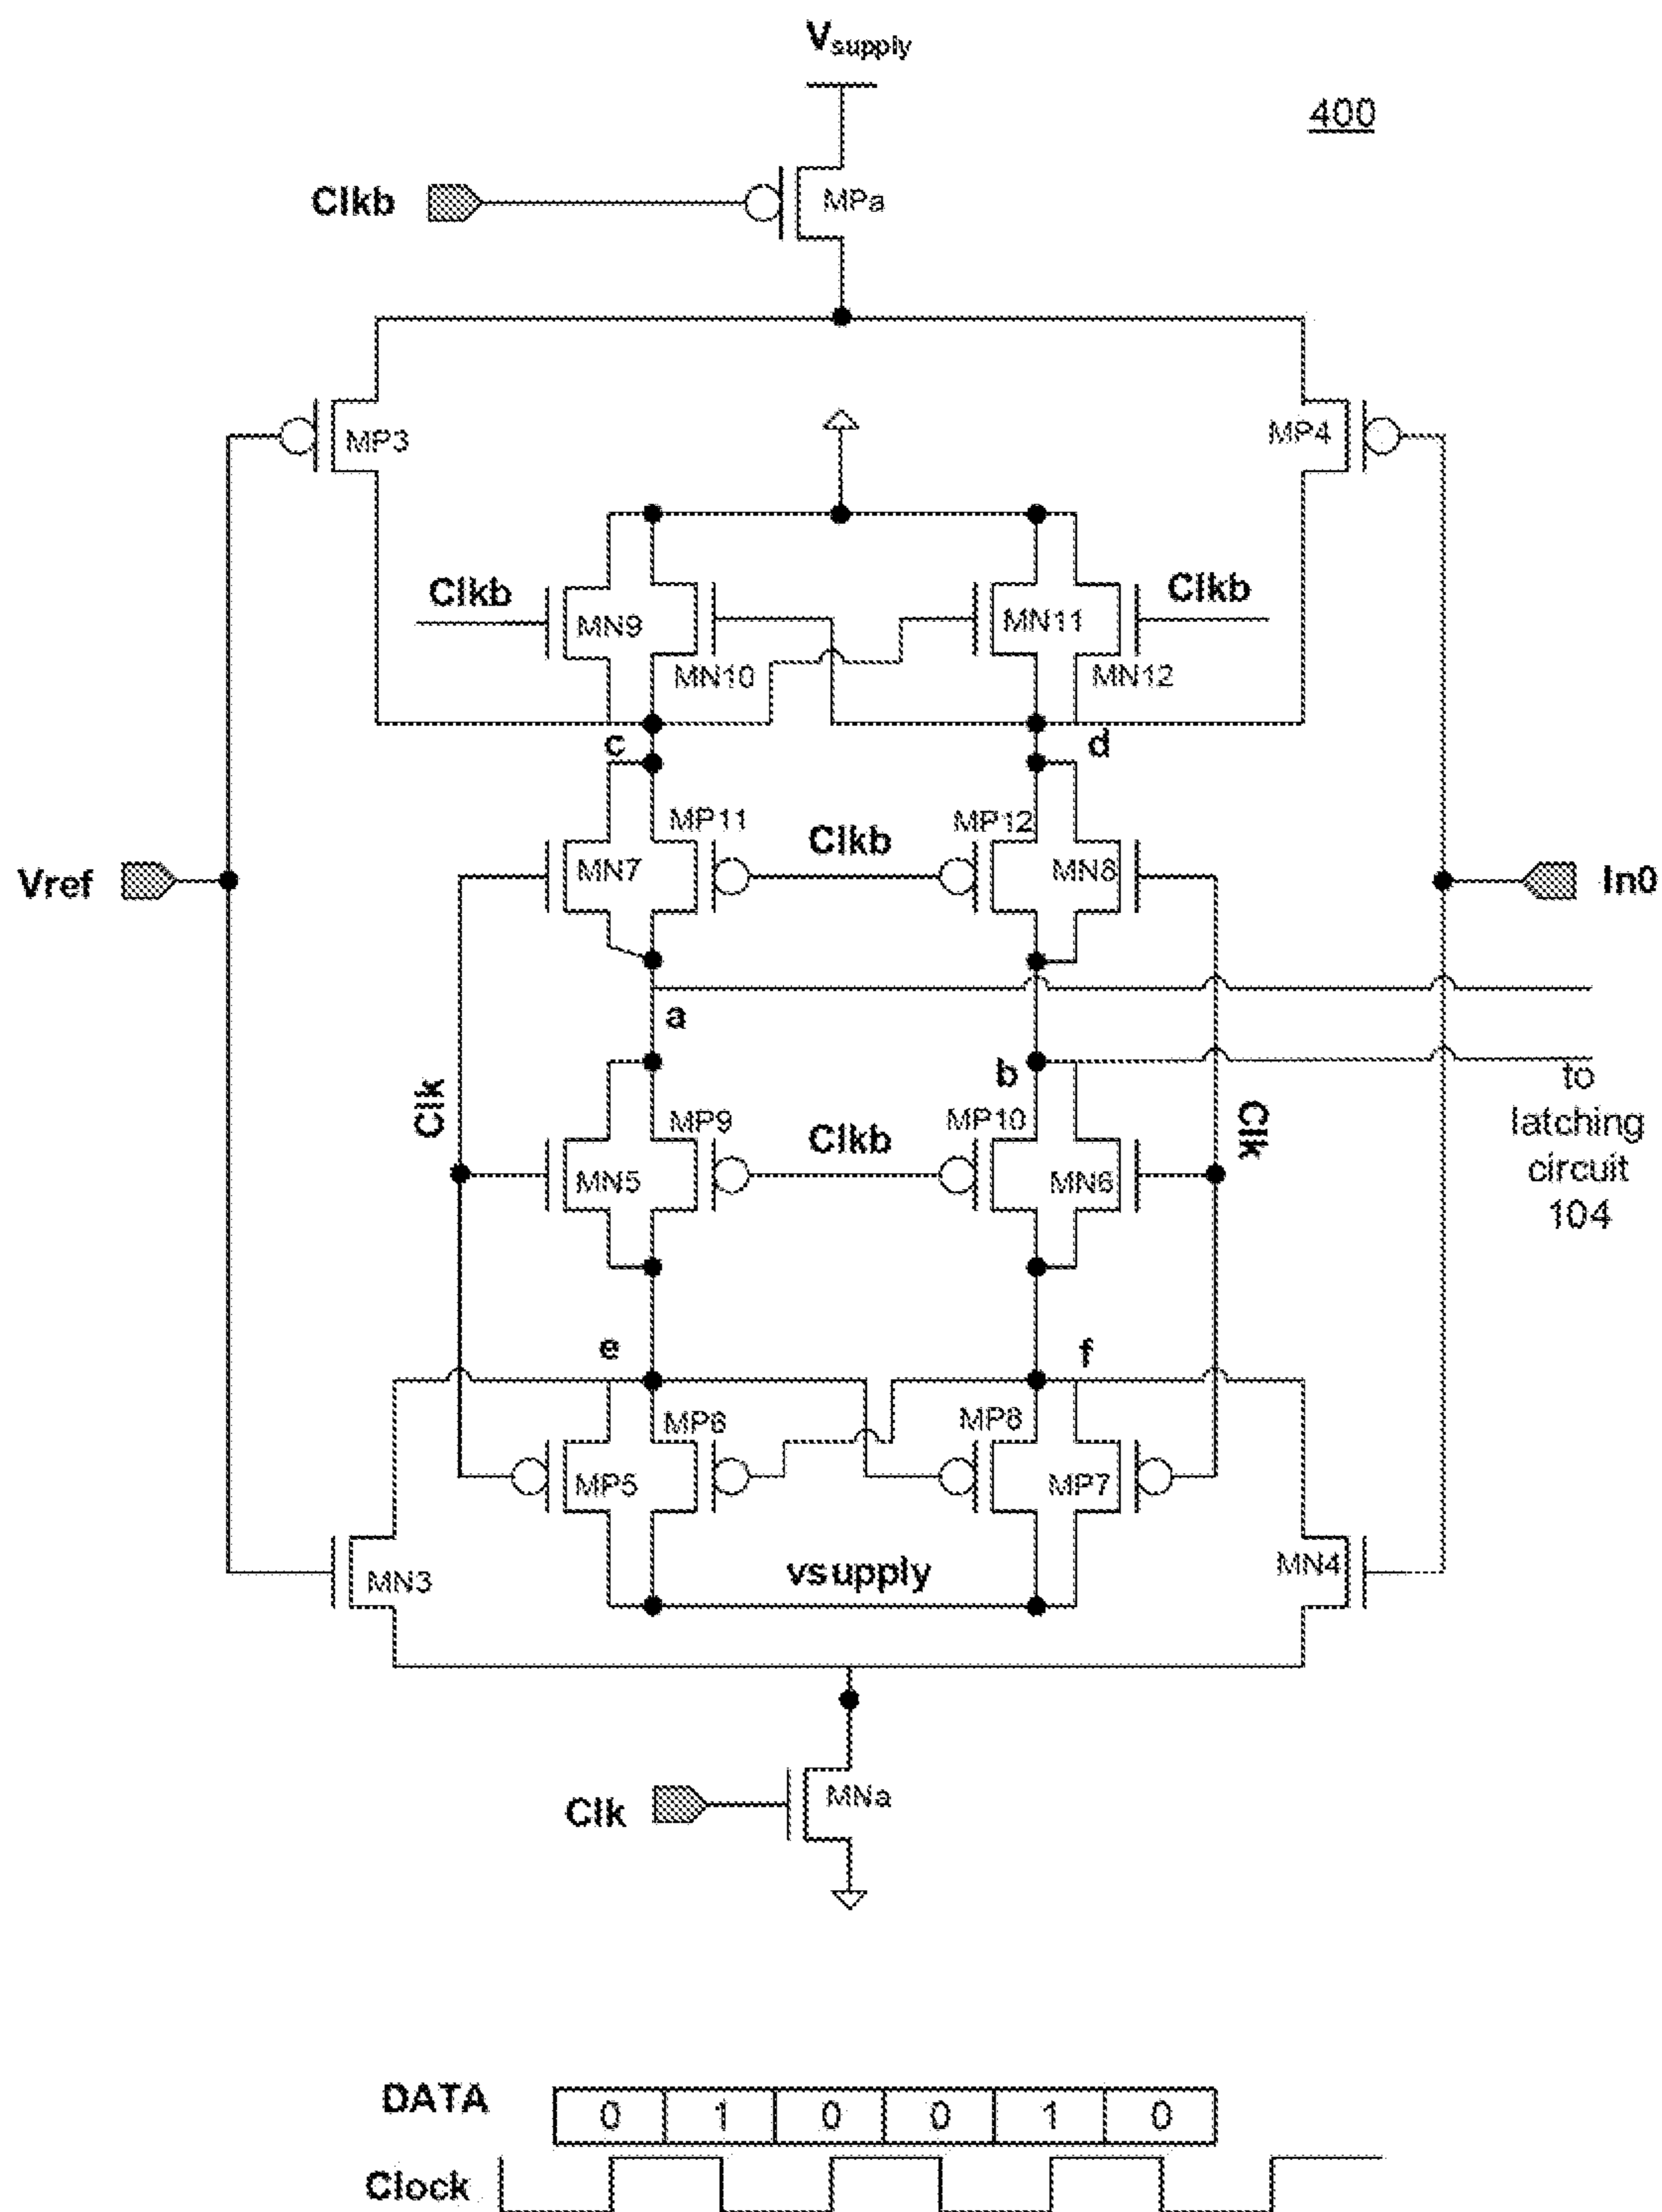 Vsupply
400
Clkb
MPa
MP3
MP4
Clkb
Clkb
MN9
MN11
MN10
MN12
c
d
MP11
MP12
Clkb
MN7
MN8
Vref
In0
a
b
to
latching
circuit
104
Clk
Clk
MP9
MP10
Clkb
MN5
MN6
e
f
MP6
MP8
MP5
MP7
vsupply
MN3
MN4
Clk
MNa
DATA
0 1 0 0 1 0
Clock